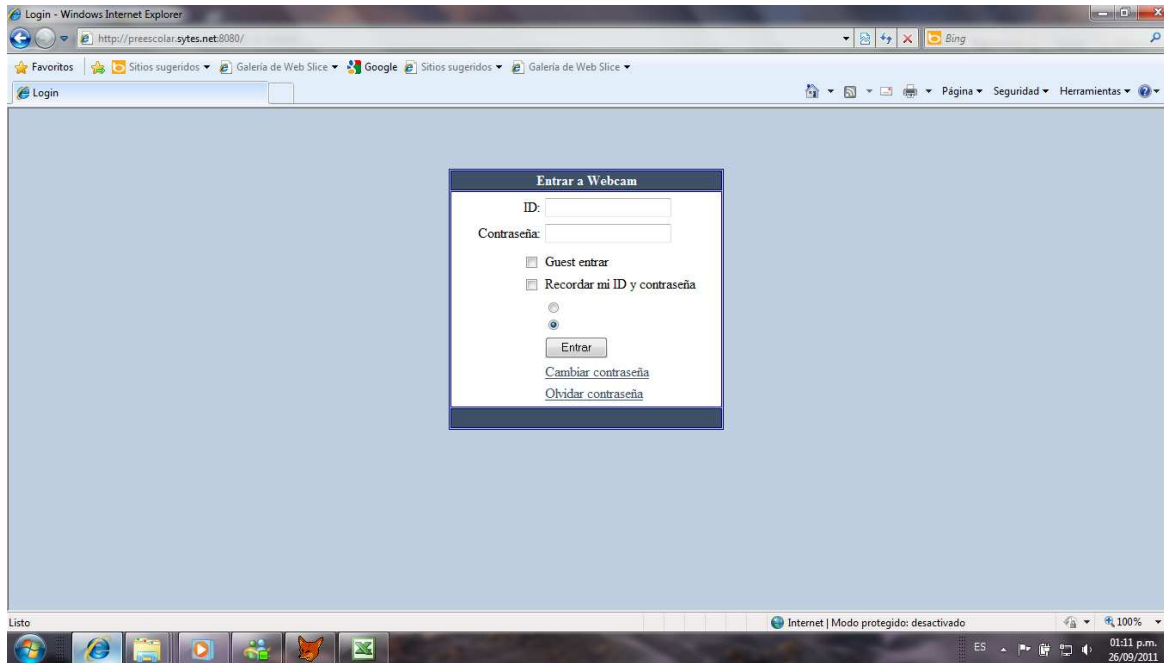 Login - Windows Internet Explorer
http://preescolar.sytes.net:8080/
Bing
Favoritos Sitios sugeridos Galería de Web Slice Google Sitios sugeridos Galería de Web Slice
Login
Página Seguridad Herramientas
Entrar a Webcam
ID:
Contraseña:
Guest entrar
Recordar mi ID y contraseña
Entrar
Cambiar contraseña
Olvidar contraseña
Listo
Internet | Modo protegido: desactivado
100%
ES
01:11 p.m.
26/09/2011